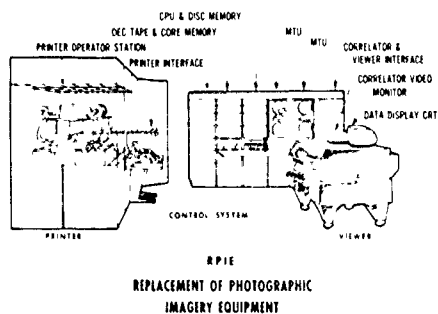 CPU & DISC MEMORY
DEC TAPE & CORE MEMORY
MTU
MTU
PRINTER OPERATOR STATION
CORRELATOR &
VIEWER INTERFACE
PRINTER INTERFACE
CORRELATOR VIDEO
MONITOR
DATA DISPLAY CRT
CONTROL SYSTEM
PRINTER
VIEWER
RPIE
REPLACEMENT OF PHOTOGRAPHIC
IMAGERY EQUIPMENT